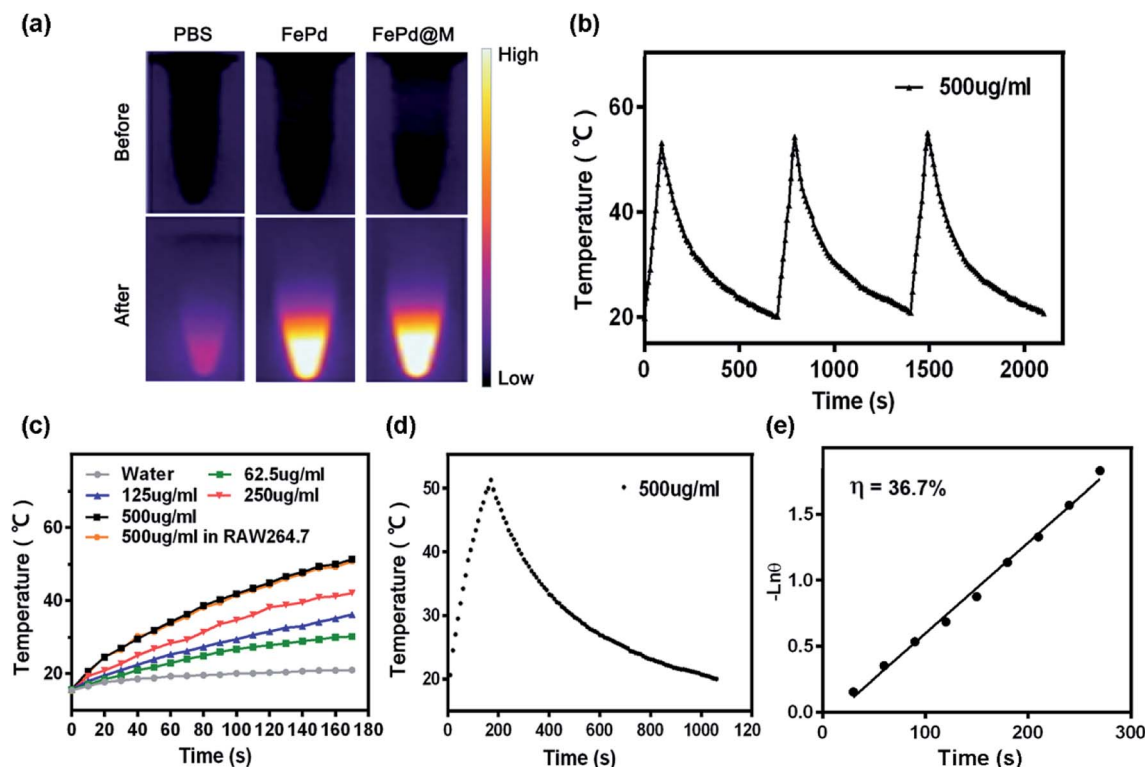 (a)
PBS
FePd
FePd@M
Before
After
High
Low
(b)
500ug/ml
Temperature ( ℃ )
60
40
20
0
500
1000
1500
2000
Time (s)
(c)
Water
62.5ug/ml
125ug/ml
250ug/ml
500ug/ml
500ug/ml in RAW264.7
Temperature ( ℃ )
80
60
40
20
0 20 40 60 80 100 120 140 160 180
Time (s)
(d)
500ug/ml
Temperature ( ℃ )
50
40
30
20
0 200 400 600 800 1000 120
Time (s)
(e)
η = 36.7%
-Lnθ
1.5
1.0
0.5
0.0
0
100
200
300
Time (s)